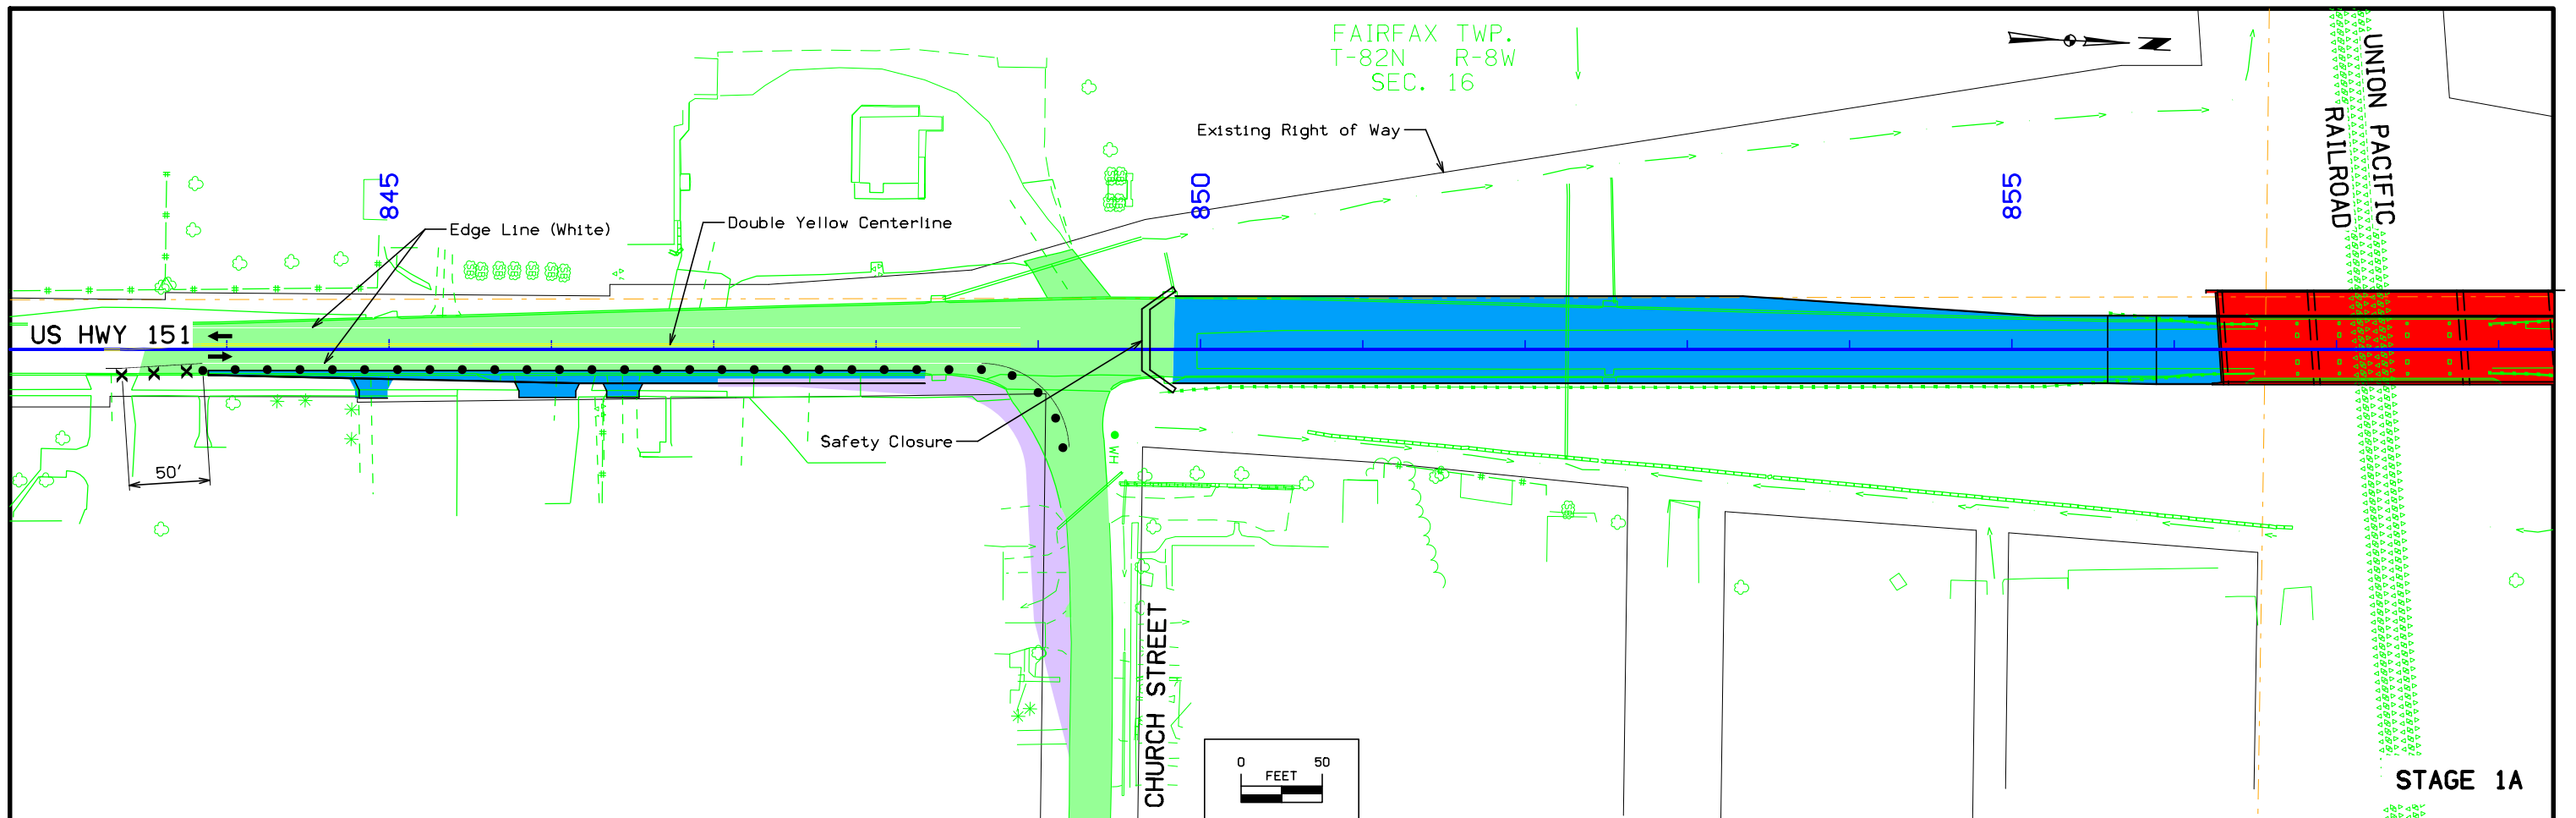 FAIRFAX TWP.
T-82N R-8W
SEC. 16
N
UNION PACIFIC
RAILROAD
Existing Right of Way
845
850
855
Edge Line (White)
Double Yellow Centerline
US HWY 151
Safety Closure
WH
50'
CHURCH STREET
0 50
FEET
STAGE 1A